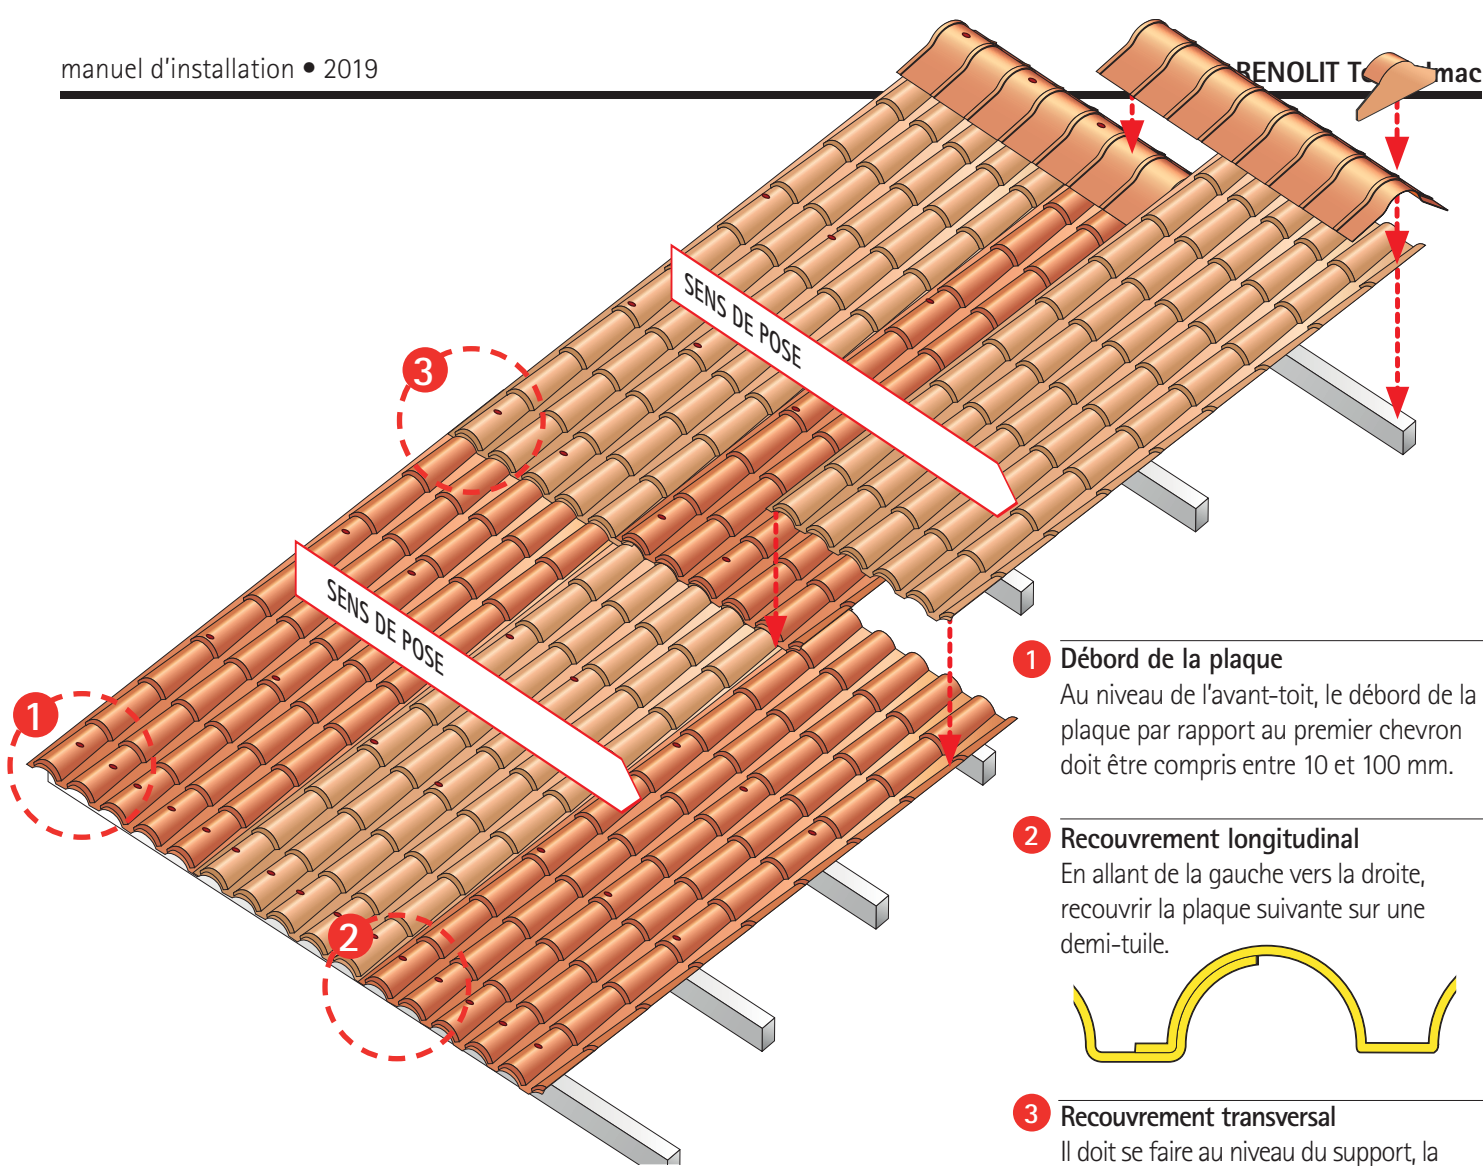 manuel d'installation • 2019
RENOLIT
SENS DE POSE
3
SENS DE POSE
1
2
1 Débord de la plaque
Au niveau de l'avant-toit, le débord de la
plaque par rapport au premier chevron
doit être compris entre 10 et 100 mm.
2 Recouvrement longitudinal
En allant de la gauche vers la droite,
recouvrir la plaque suivante sur une
demi-tuile.
3 Recouvrement transversal
Il doit se faire au niveau du support, la